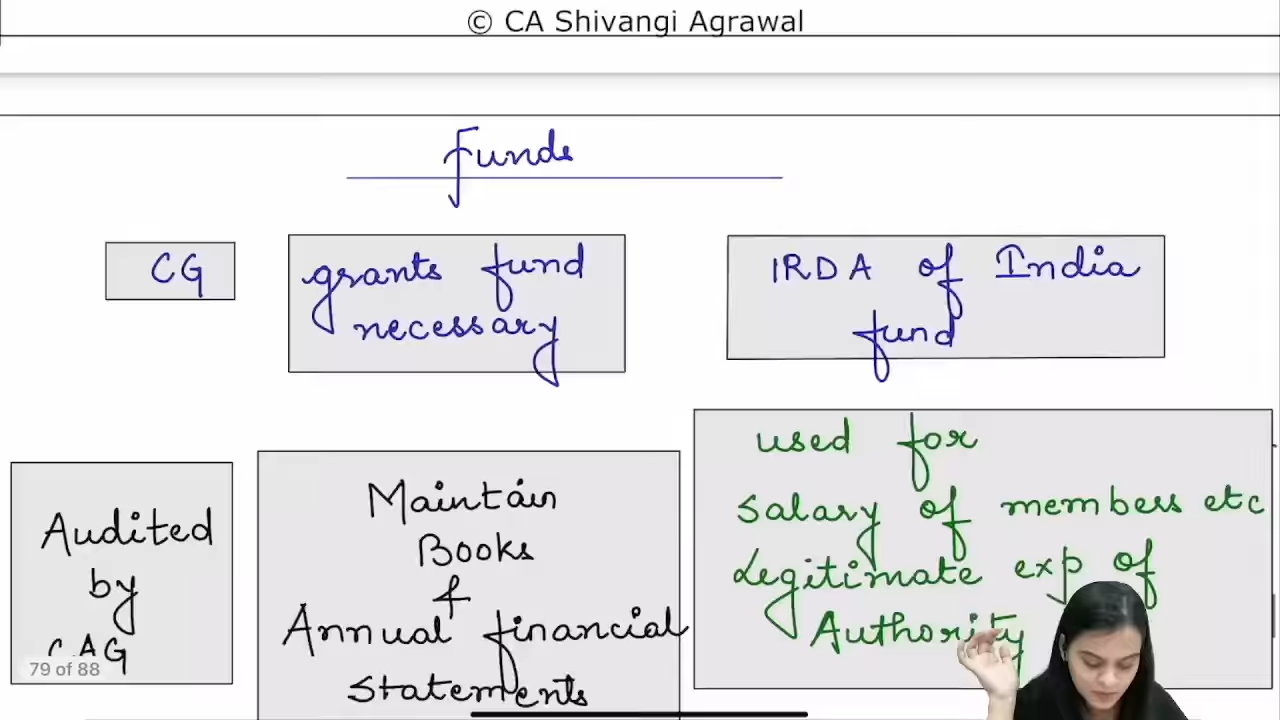 © CA Shivangi Agrawal
Funds
CG
grants fund
necessary
IRDA of India
fund
used for
salary of members etc
Legitimate exp of
Authority
Maintain
Books
&
Annual financial
statements
Audited
by
CAG
79 of 88